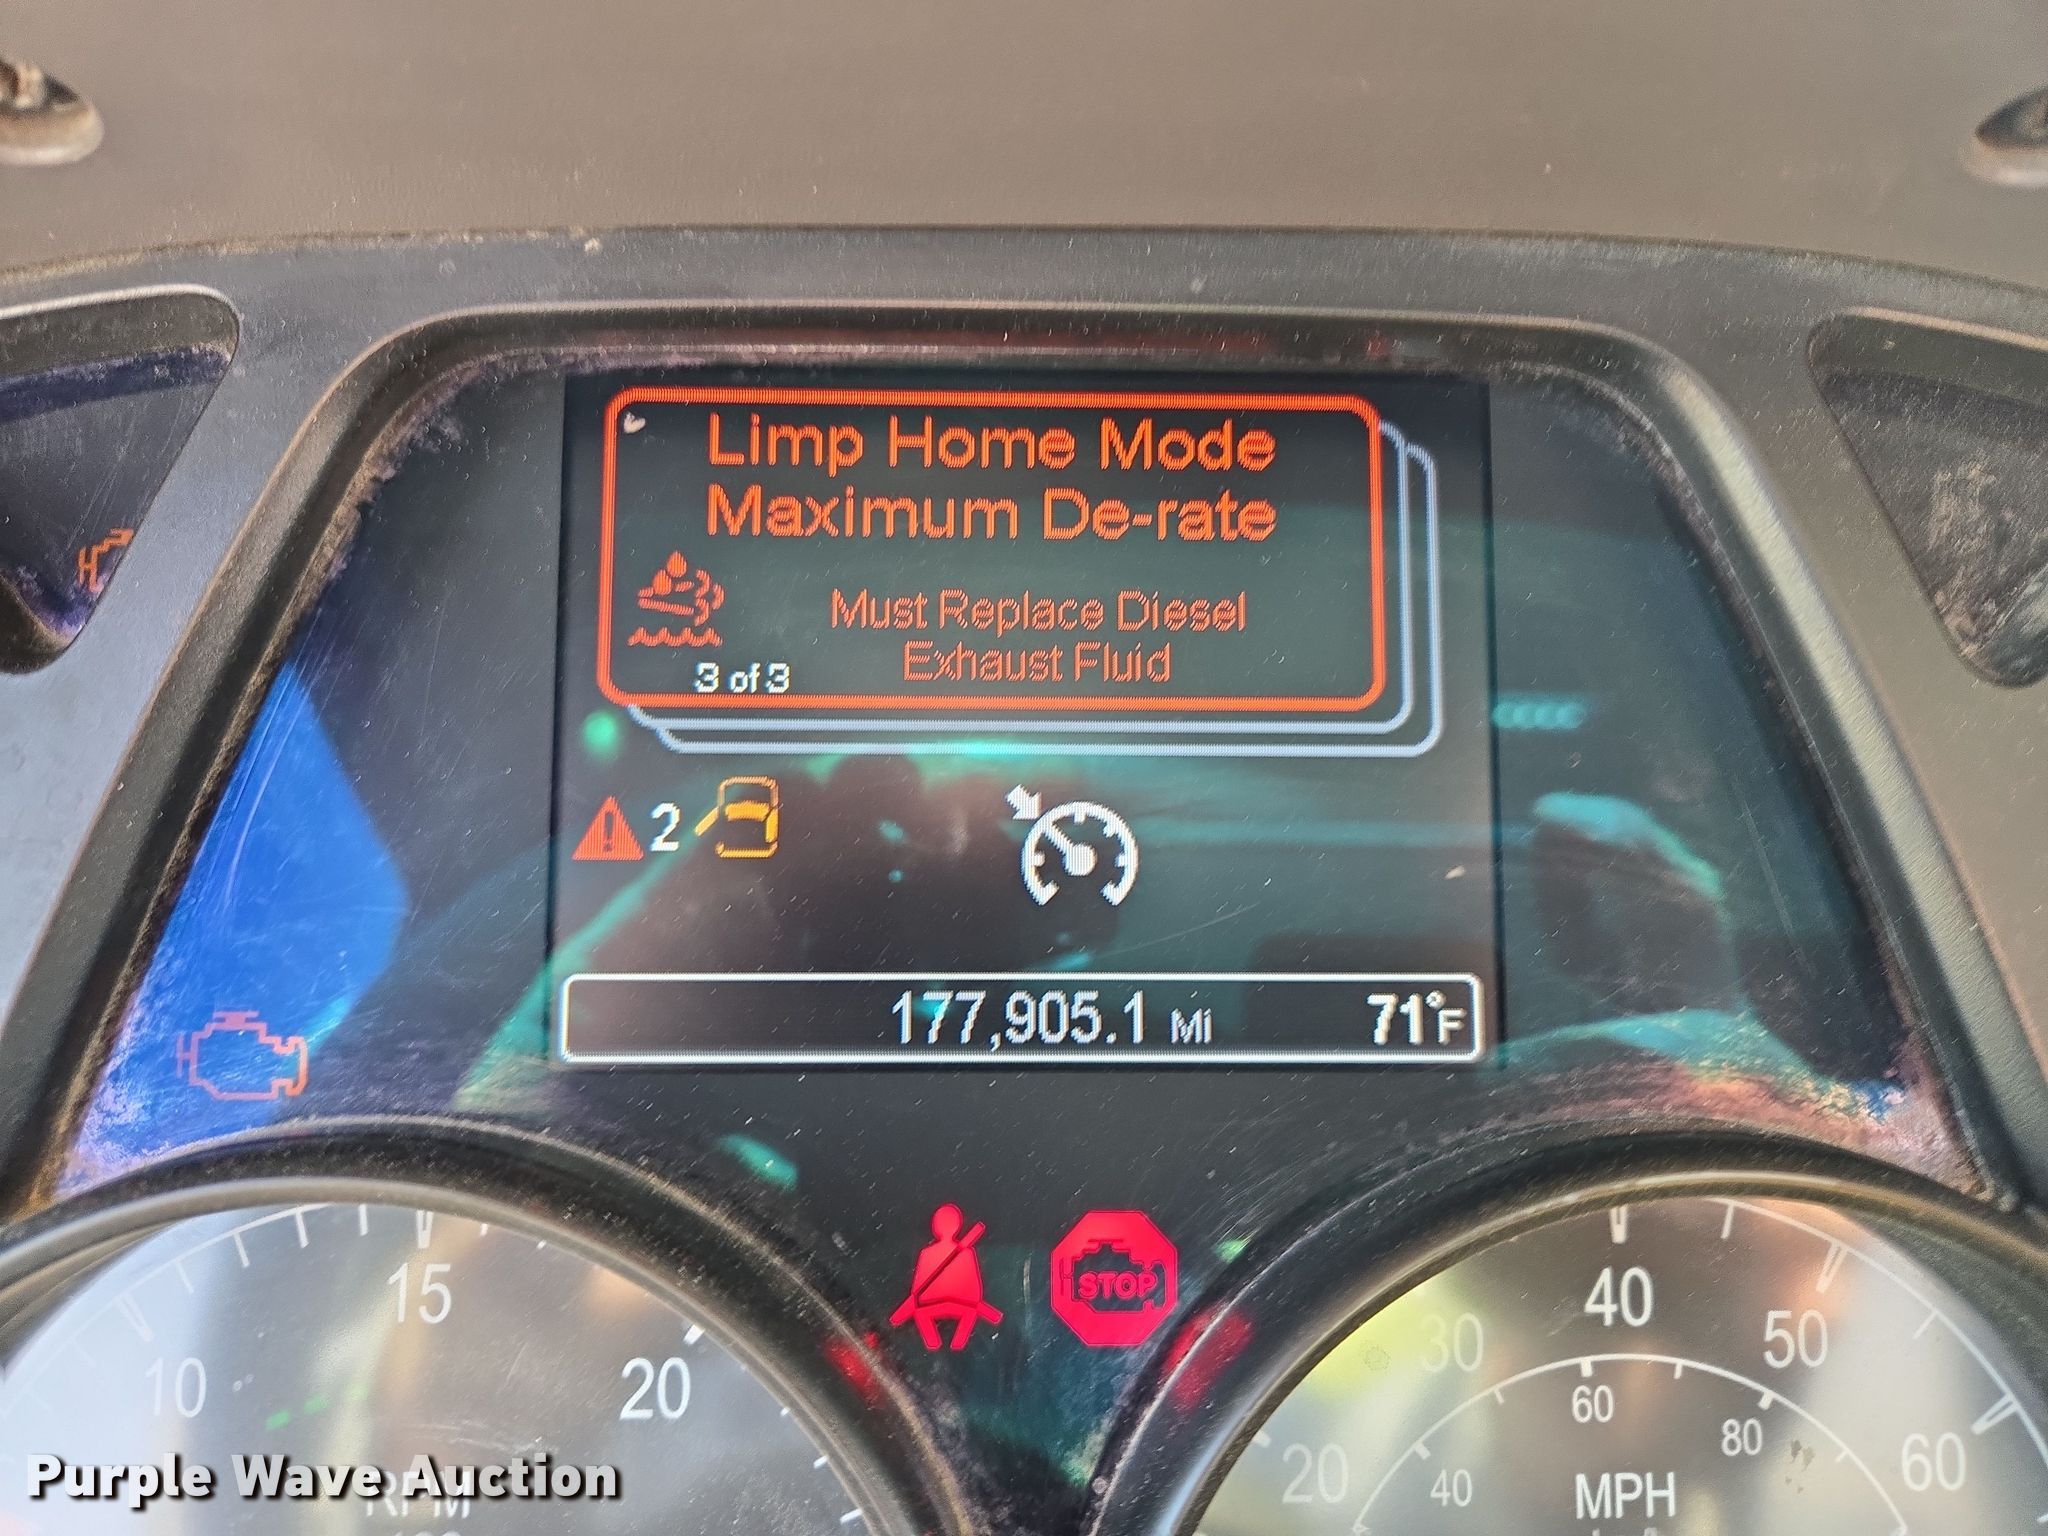 Limp Home Mode
Maximum De-rate
Must Replace Diesel
Exhaust Fluid
3 of 3
2
177,905.1 Mi
71°F
STOP
10
15
20
RPM
20
30
40
50
60
40
60
80
MPH
Purple Wave Auction